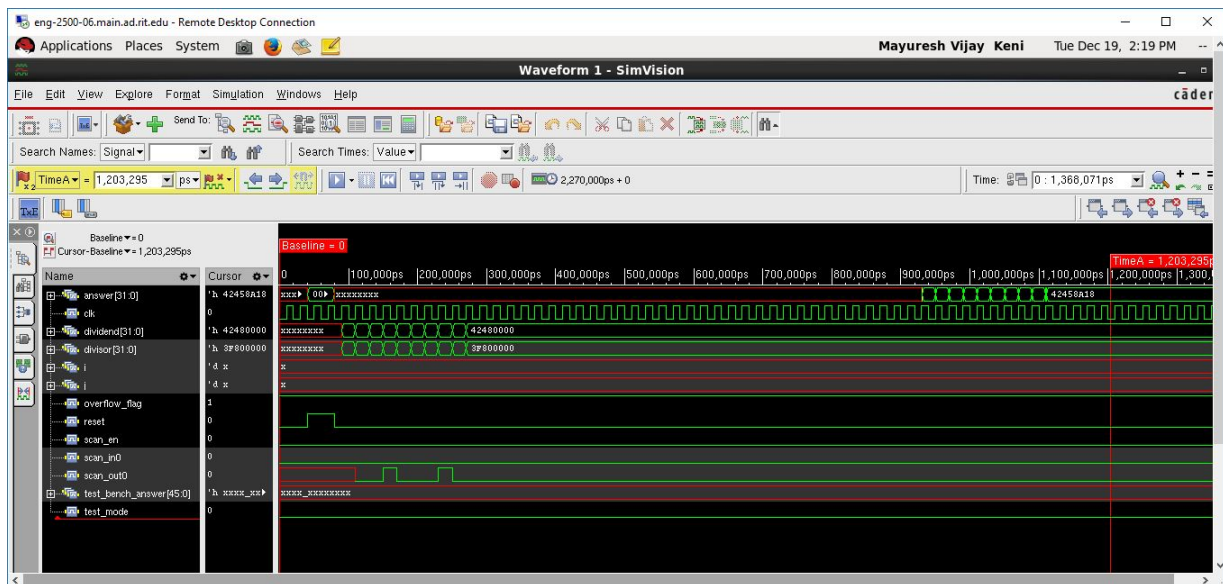 eng-2500-06.main.ad.rit.edu - Remote Desktop Connection
Applications Places System Mayuresh Vijay Keni Tue Dec 19, 2:19 PM
Waveform 1 - SimVision
File Edit View Explore Format Simulation Windows Help cāder
Send To:
Search Names: Signal Search Times: Value
x2 TimeA = 1,203,295 ps 2,270,000ps + 0 Time: 0 : 1,368,071ps
TxE
Baseline = 0
Cursor-Baseline = 1,203,295ps
Baseline = 0
TimeA = 1,203,295p
Name Cursor 0 100,000ps 200,000ps 300,000ps 400,000ps 500,000ps 600,000ps 700,000ps 800,000ps 900,000ps 1,000,000ps 1,100,000ps 1,200,000ps 1,300,
answer[31:0] 'h 42458A18 xxx 00 xxxxxxxx 42458A18
clk 0
dividend[31:0] 'h 42480000 xxxxxxxx 42480000
divisor[31:0] 'h 3F800000 xxxxxxxx 3F800000
i 'd x x
j 'd x x
overflow_flag 1
reset 0
scan_en 0
scan_in0 0
scan_out0 0
test_bench_answer[45:0] 'h xxxx_xx xxxx_xxxxxxxx
test_mode 0